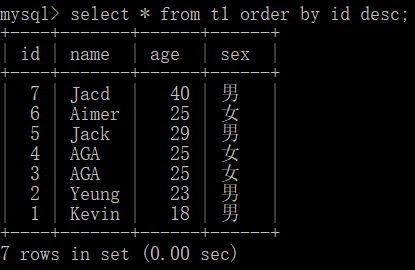 mysql> select * from t1 order by id desc;
+----+-------+------+------+
| id | name | age | sex |
+----+-------+------+------+
| 7 | Jacd | 40 | 男 |
| 6 | Aimer | 25 | 女 |
| 5 | Jack | 29 | 男 |
| 4 | AGA | 25 | 女 |
| 3 | AGA | 25 | 女 |
| 2 | Yeung | 23 | 男 |
| 1 | Kevin | 18 | 男 |
+----+-------+------+------+
7 rows in set (0.00 sec)